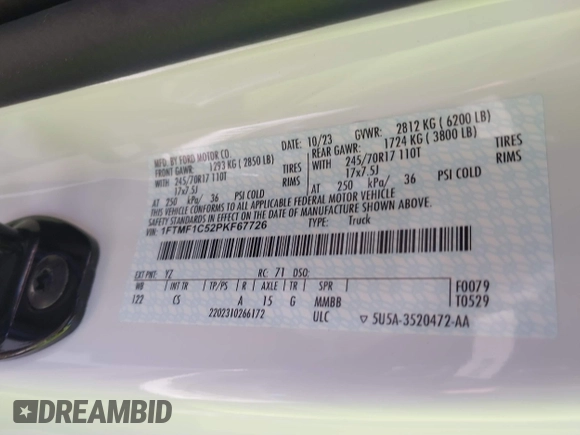 MFD. BY FORD MOTOR CO.
DATE: 10/23 GVWR: 2812 KG ( 6200 LB)
FRONT GAWR: 1293 KG ( 2850 LB) REAR GAWR: 1724 KG ( 3800 LB)
WITH 245/70R17 110T TIRES WITH 245/70R17 110T TIRES
17x7.5J RIMS 17x7.5J RIMS
AT 250 kPa/ 36 PSI COLD AT 250 kPa/ 36 PSI COLD
THIS VEHICLE CONFORMS TO ALL APPLICABLE FEDERAL MOTOR VEHICLE
SAFETY STANDARDS IN EFFECT ON THE DATE OF MANUFACTURE SHOWN ABOVE.
VIN: 1FTMF1C52PKF67726 TYPE: Truck
EXT PNT: YZ RC: 71 DSO: F0079
WB INT TR TP/PS R AXLE TR SPR T0529
122 CS A 15 G MMBB
2202310266172 ULC ▽ 5U5A-3520472-AA
DREAMBID